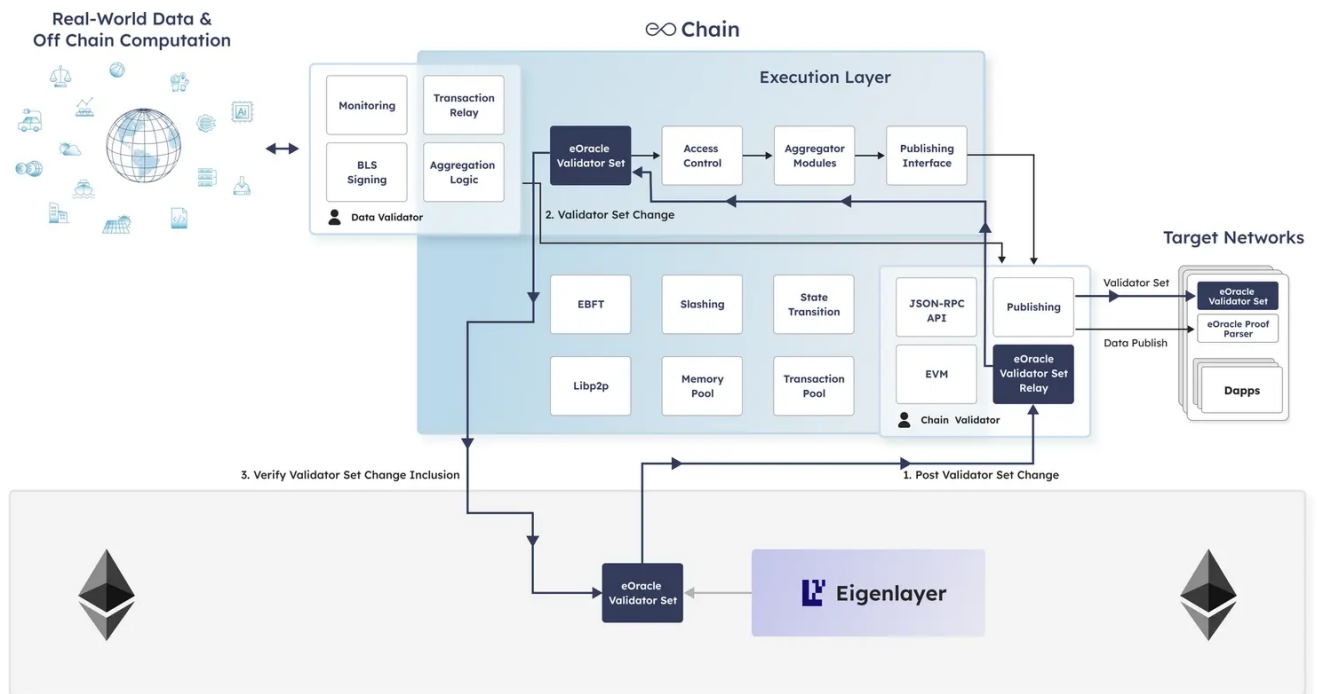 Real-World Data &
Off Chain Computation
Chain
Execution Layer
Monitoring
Transaction
Relay
BLS
Signing
Aggregation
Logic
Data Validator
eOracle
Validator Set
Access
Control
Aggregator
Modules
Publishing
Interface
2. Validator Set Change
EBFT
Slashing
State
Transition
Libp2p
Memory
Pool
Transaction
Pool
JSON-RPC
API
Publishing
EVM
eOracle
Validator Set
Relay
Chain Validator
Target Networks
Validator Set
Data Publish
eOracle
Validator Set
eOracle Proof
Parser
Dapps
3. Verify Validator Set Change Inclusion
1. Post Validator Set Change
eOracle
Validator Set
Eigenlayer
Ai